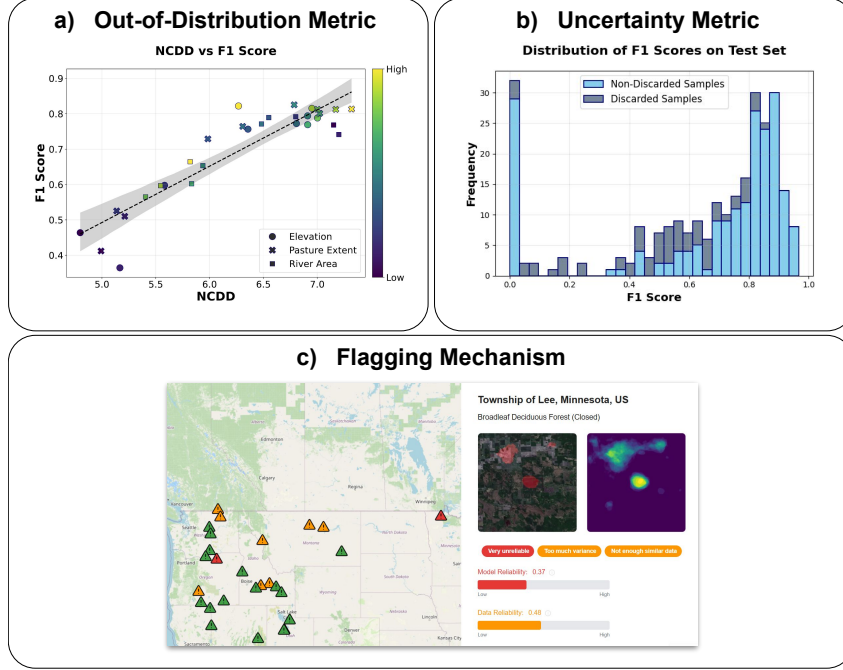 a) Out-of-Distribution Metric
NCDD vs F1 Score
F1 Score
0.9
0.8
0.7
0.6
0.5
0.4
5.0 5.5 6.0 6.5 7.0
NCDD
Elevation
Pasture Extent
River Area
High
Low
b) Uncertainty Metric
Distribution of F1 Scores on Test Set
Frequency
30
25
20
15
10
5
0
0.0 0.2 0.4 0.6 0.8 1.0
F1 Score
Non-Discarded Samples
Discarded Samples
c) Flagging Mechanism
Edmonton
Calgary
Regina
Winnipeg
Vancouver
Seattle
Portland
Boise
Salt Lake
Denver
Lincoln
Kansas City
Sacramento
Township of Lee, Minnesota, US
Broadleaf Deciduous Forest (Closed)
Very unreliable Too much variance Not enough similar data
Model Reliability: 0.37
Low High
Data Reliability: 0.48
Low High